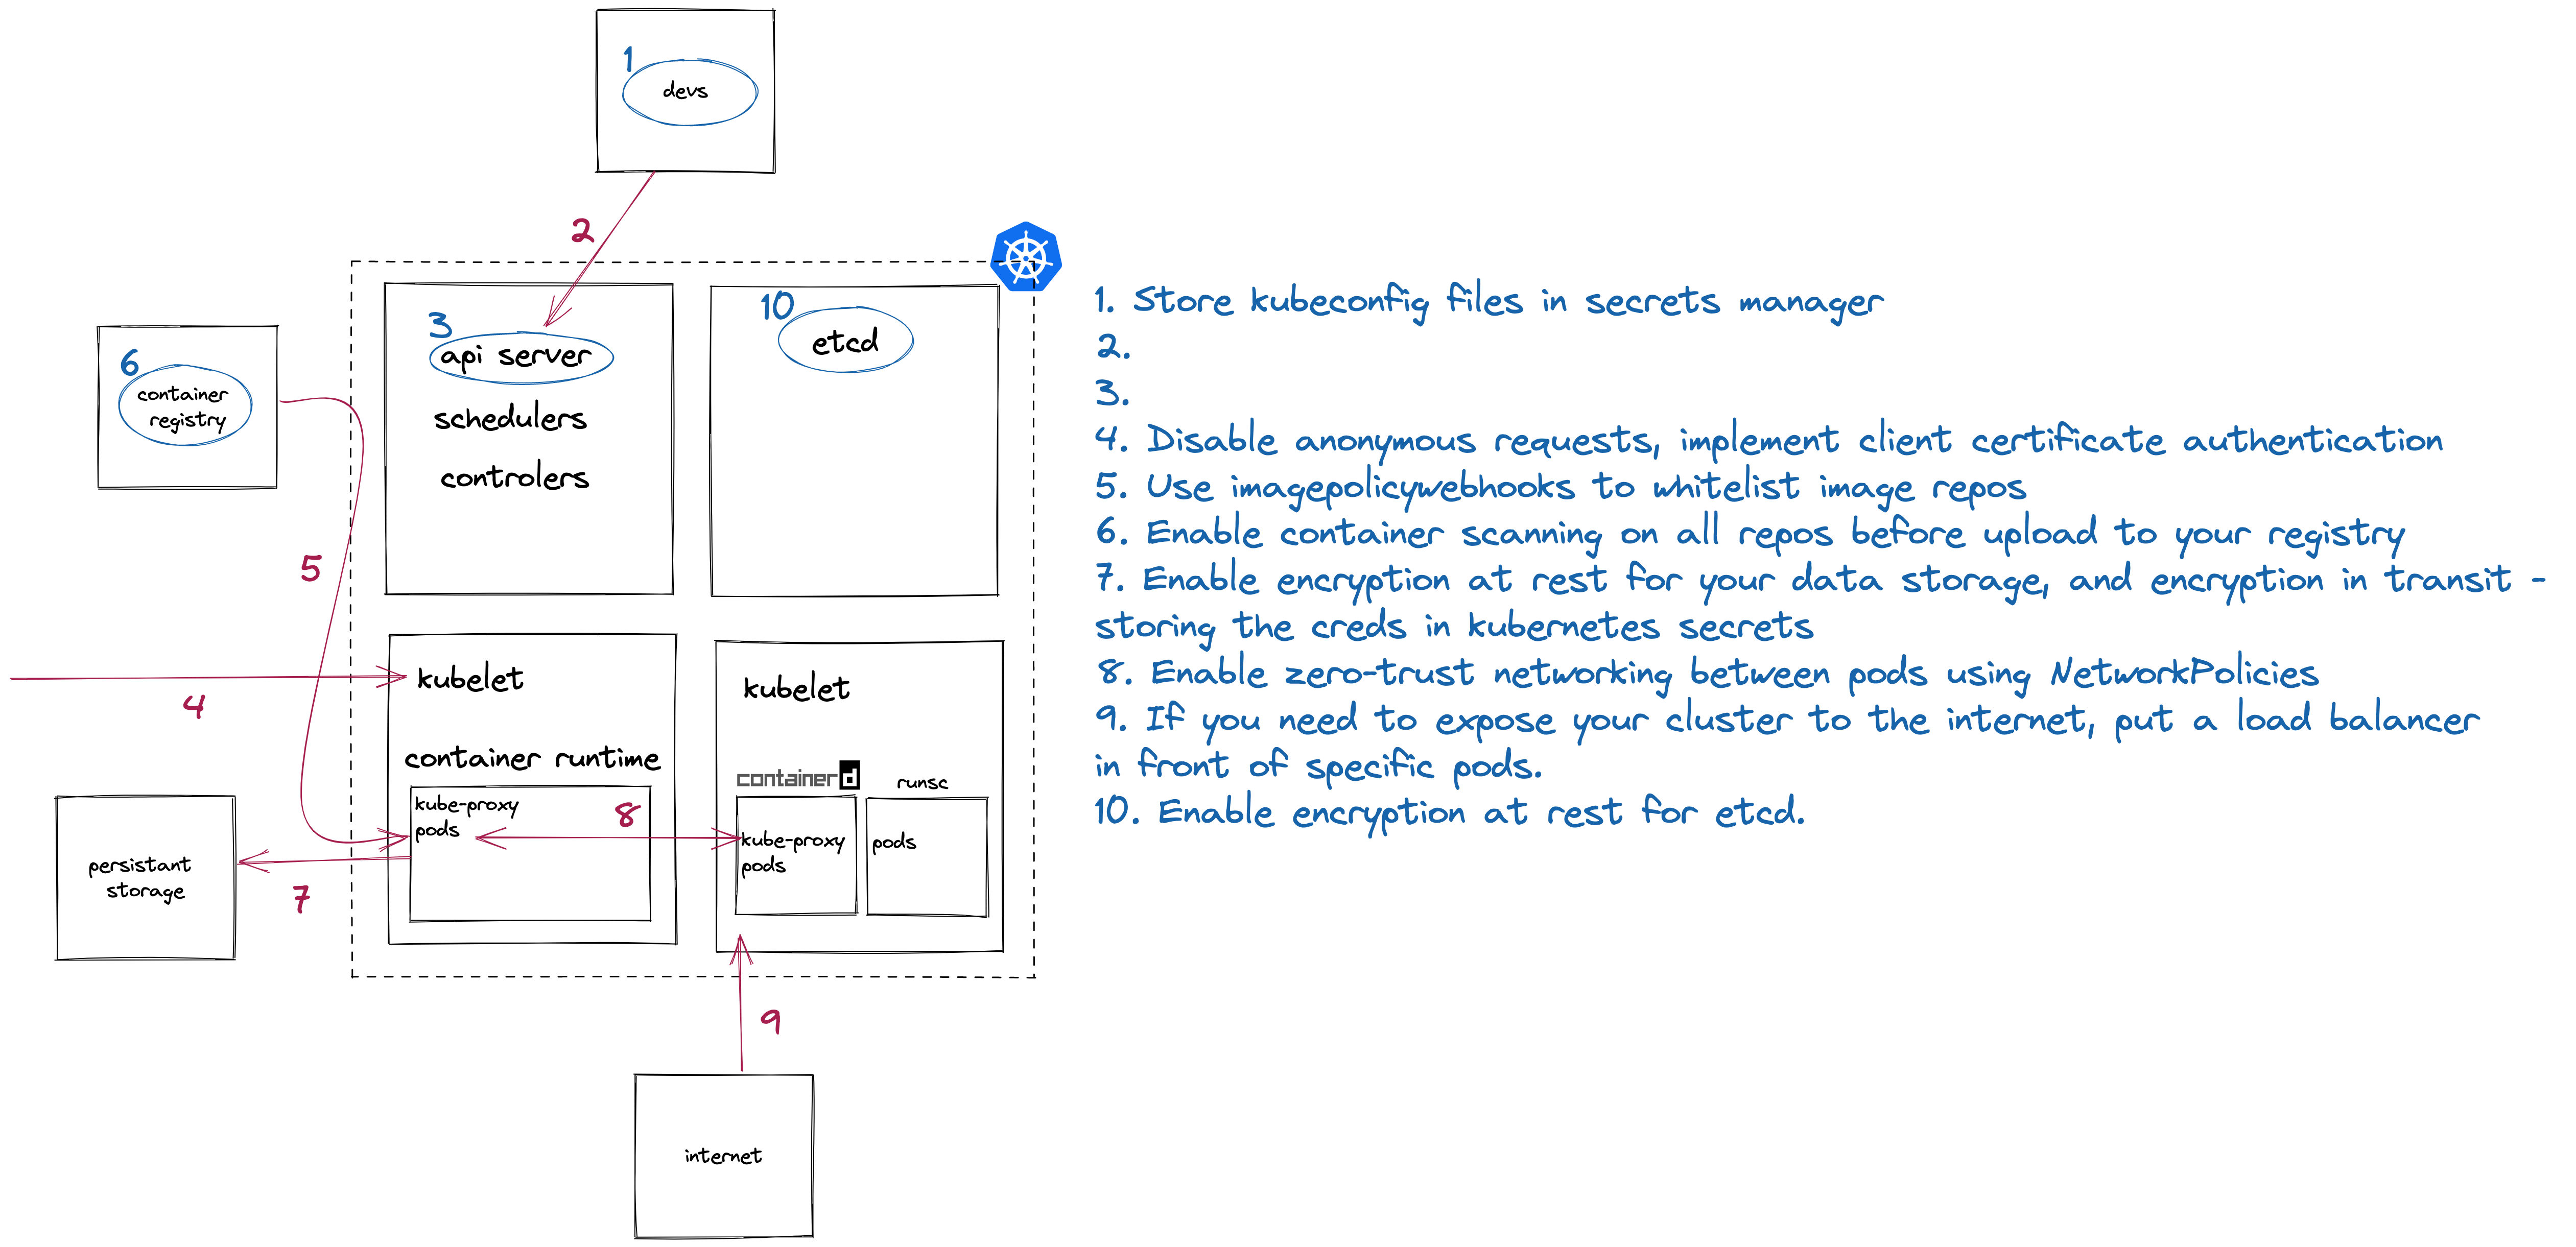 1
devs
2
3
api server
schedulers
controlers
10
etcd
6
container
registry
5
4
kubelet
container runtime
kube-proxy
pods
8
kubelet
containerd
runsc
kube-proxy
pods
pods
persistant
storage
7
9
internet
1. Store kubeconfig files in secrets manager
2.
3.
4. Disable anonymous requests, implement client certificate authentication
5. Use imagepolicywebhooks to whitelist image repos
6. Enable container scanning on all repos before upload to your registry
7. Enable encryption at rest for your data storage, and encryption in transit -
storing the creds in kubernetes secrets
8. Enable zero-trust networking between pods using NetworkPolicies
9. If you need to expose your cluster to the internet, put a load balancer
in front of specific pods.
10. Enable encryption at rest for etcd.